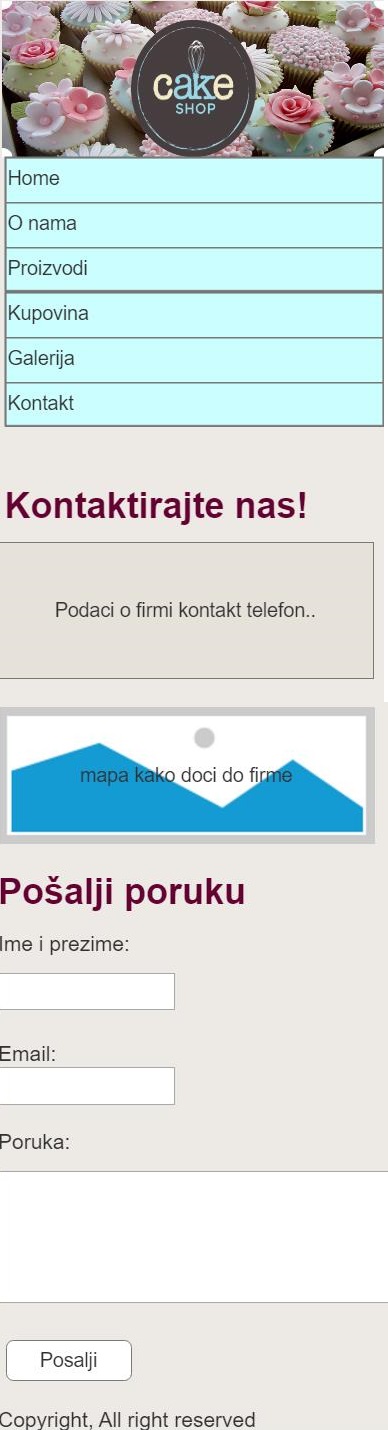 cake
SHOP
Home
O nama
Proizvodi
Kupovina
Galerija
Kontakt
Kontaktirajte nas!
Podaci o firmi kontakt telefon..
mapa kako doci do firme
Pošalji poruku
Ime i prezime:
Email:
Poruka:
Posalji
Copyright, All right reserved